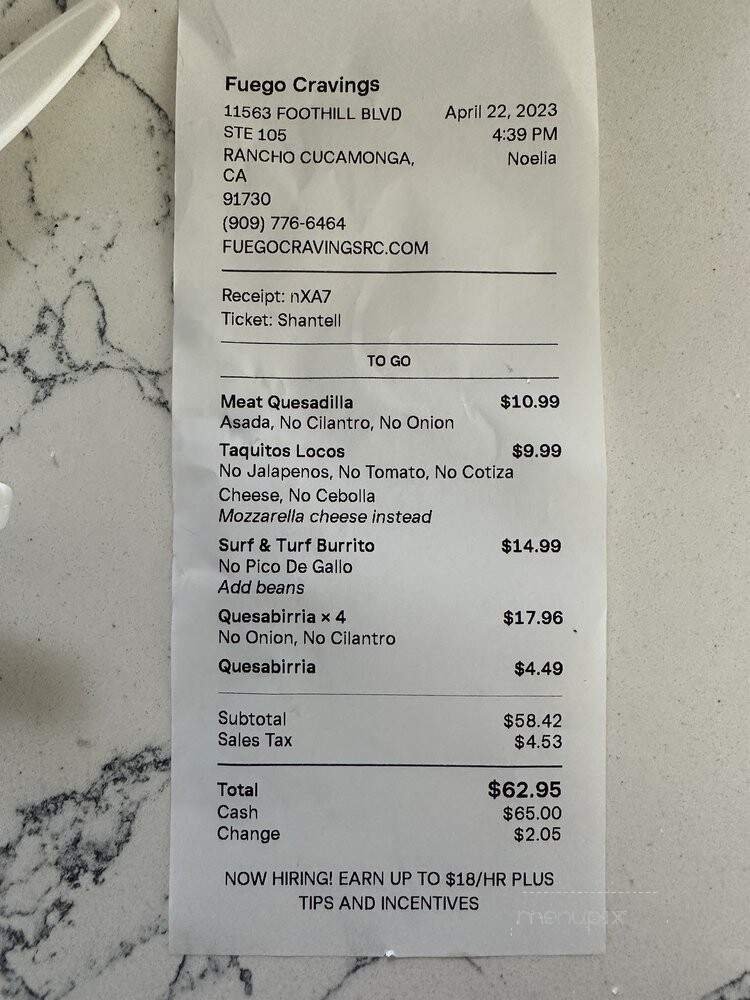 Fuego Cravings
11563 FOOTHILL BLVD April 22, 2023
STE 105 4:39 PM
RANCHO CUCAMONGA, Noelia
CA
91730
(909) 776-6464
FUEGOCRAVINGSRC.COM
Receipt: nXA7
Ticket: Shantell
TO GO
Meat Quesadilla $10.99
Asada, No Cilantro, No Onion
Taquitos Locos $9.99
No Jalapenos, No Tomato, No Cotiza
Cheese, No Cebolla
Mozzarella cheese instead
Surf & Turf Burrito $14.99
No Pico De Gallo
Add beans
Quesabirria × 4 $17.96
No Onion, No Cilantro
Quesabirria $4.49
Subtotal $58.42
Sales Tax $4.53
Total $62.95
Cash $65.00
Change $2.05
NOW HIRING! EARN UP TO $18/HR PLUS
TIPS AND INCENTIVES
menupix